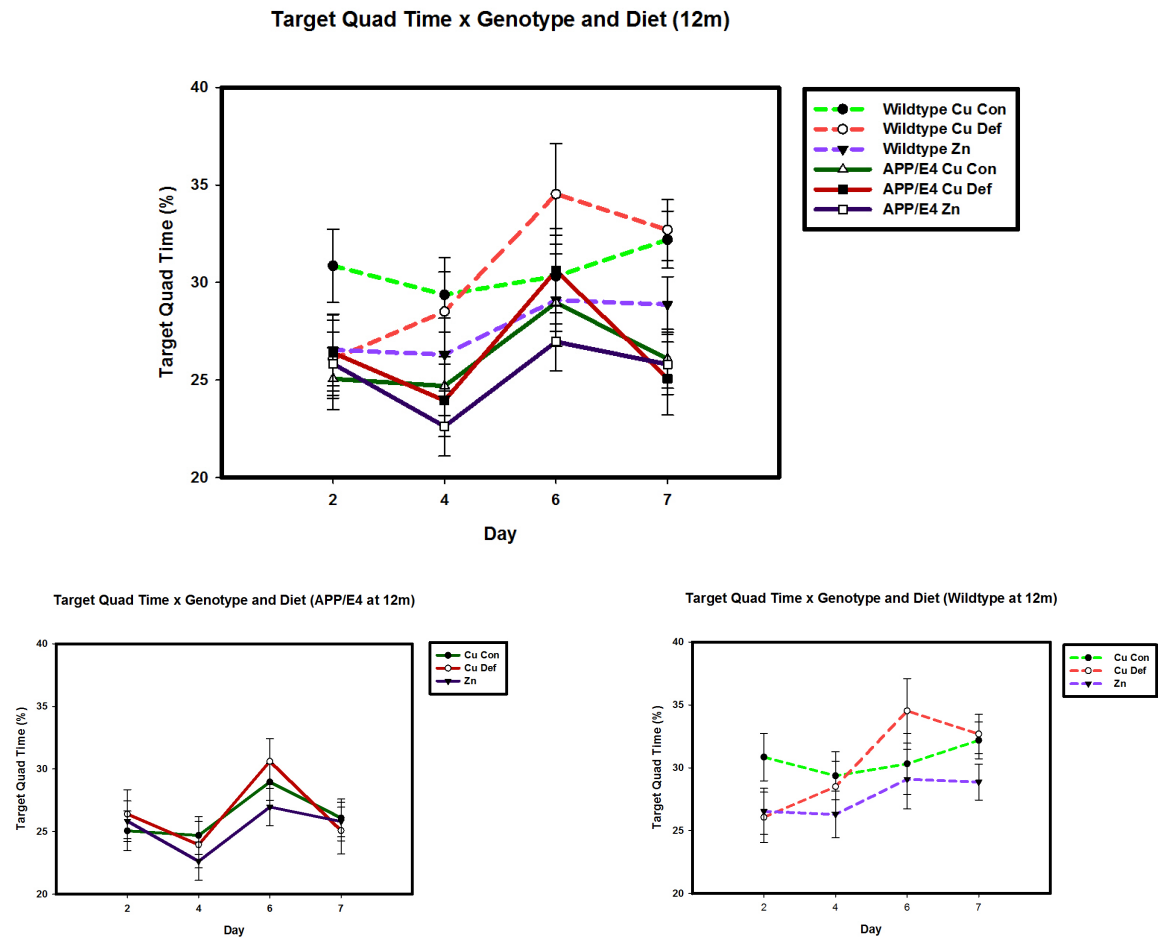 Target Quad Time x Genotype and Diet (12m)
40
35
30
25
20
Target Quad Time (%)
2 4 6 7
Day
Wildtype Cu Con
Wildtype Cu Def
Wildtype Zn
APP/E4 Cu Con
APP/E4 Cu Def
APP/E4 Zn
Target Quad Time x Genotype and Diet (APP/E4 at 12m)
40
35
30
25
20
Target Quad Time (%)
2 4 6 7
Day
Cu Con
Cu Def
Zn
Target Quad Time x Genotype and Diet (Wildtype at 12m)
40
35
30
25
20
Target Quad Time (%)
2 4 6 7
Day
Cu Con
Cu Def
Zn